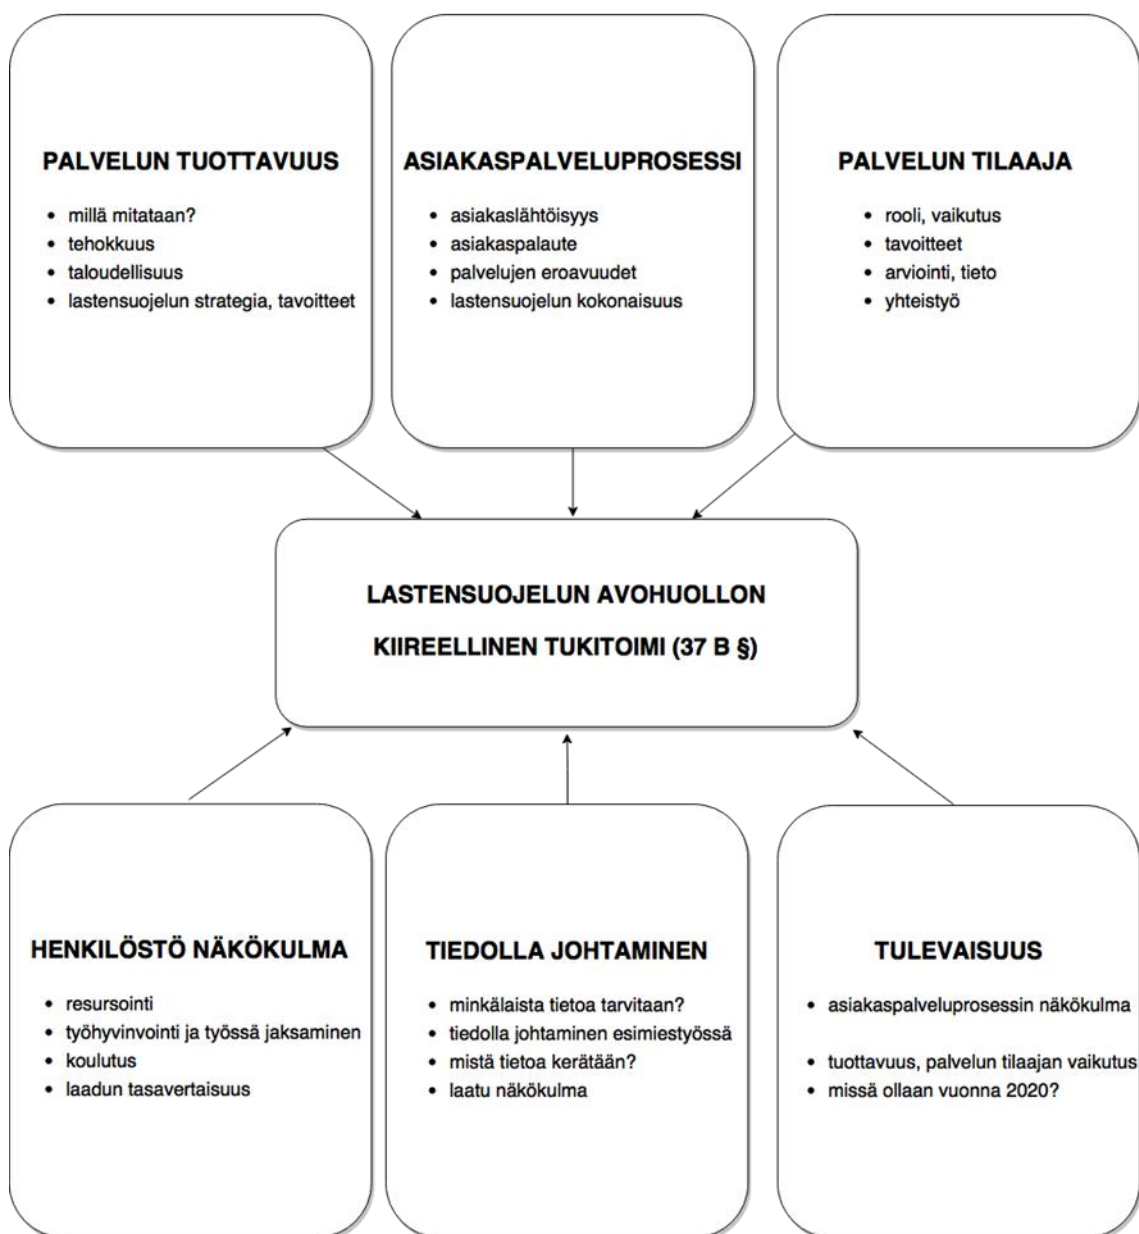 PALVELUN TUOTTAVUUS
• millä mitataan?
• tehokkuus
• taloudellisuus
• lastensuojelun strategia, tavoitteet
ASIAKASPALVELUPROSESSI
• asiakaslähtöisyys
• asiakaspalaute
• palvelujen eroavuudet
• lastensuojelun kokonaisuus
PALVELUN TILAAJA
• rooli, vaikutus
• tavoitteet
• arviointi, tieto
• yhteistyö
LASTENSUOJELUN AVOHUOLLON
KIIREELLINEN TUKITOIMI (37 B §)
HENKILÖSTÖ NÄKÖKULMA
• resursointi
• työhyvinvointi ja työssä jaksaminen
• koulutus
• laadun tasavertaisuus
TIEDOLLA JOHTAMINEN
• minkälaista tietoa tarvitaan?
• tiedolla johtaminen esimiestyössä
• mistä tietoa kerätään?
• laatu näkökulma
TULEVAISUUS
• asiakaspalveluprosessin näkökulma
• tuottavuus, palvelun tilaajan vaikutus
• missä ollaan vuonna 2020?